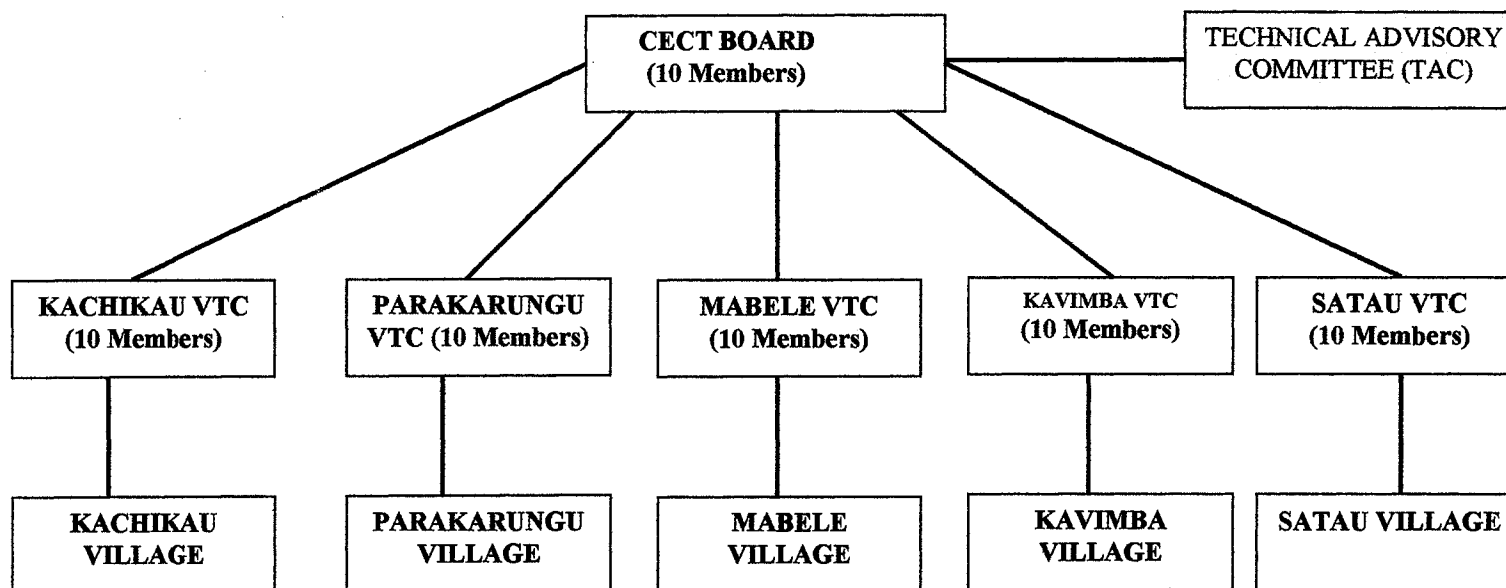 CECT BOARD
(10 Members)
TECHNICAL ADVISORY
COMMITTEE (TAC)
KACHIKAU VTC
(10 Members)
PARAKARUNGU
VTC (10 Members)
MABELE VTC
(10 Members)
KAVIMBA VTC
(10 Members)
SATAU VTC
(10 Members)
KACHIKAU
VILLAGE
PARAKARUNGU
VILLAGE
MABELE
VILLAGE
KAVIMBA
VILLAGE
SATAU VILLAGE